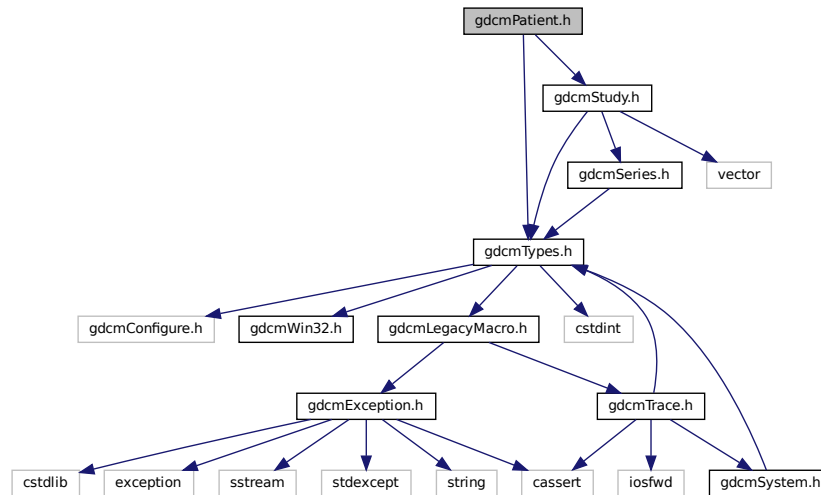 gdcmPatient.h
gdcmStudy.h
gdcmSeries.h
vector
gdcmTypes.h
gdcmConfigure.h
gdcmWin32.h
gdcmLegacyMacro.h
cstdint
gdcmException.h
gdcmTrace.h
cstdlib
exception
sstream
stdexcept
string
cassert
iosfwd
gdcmSystem.h